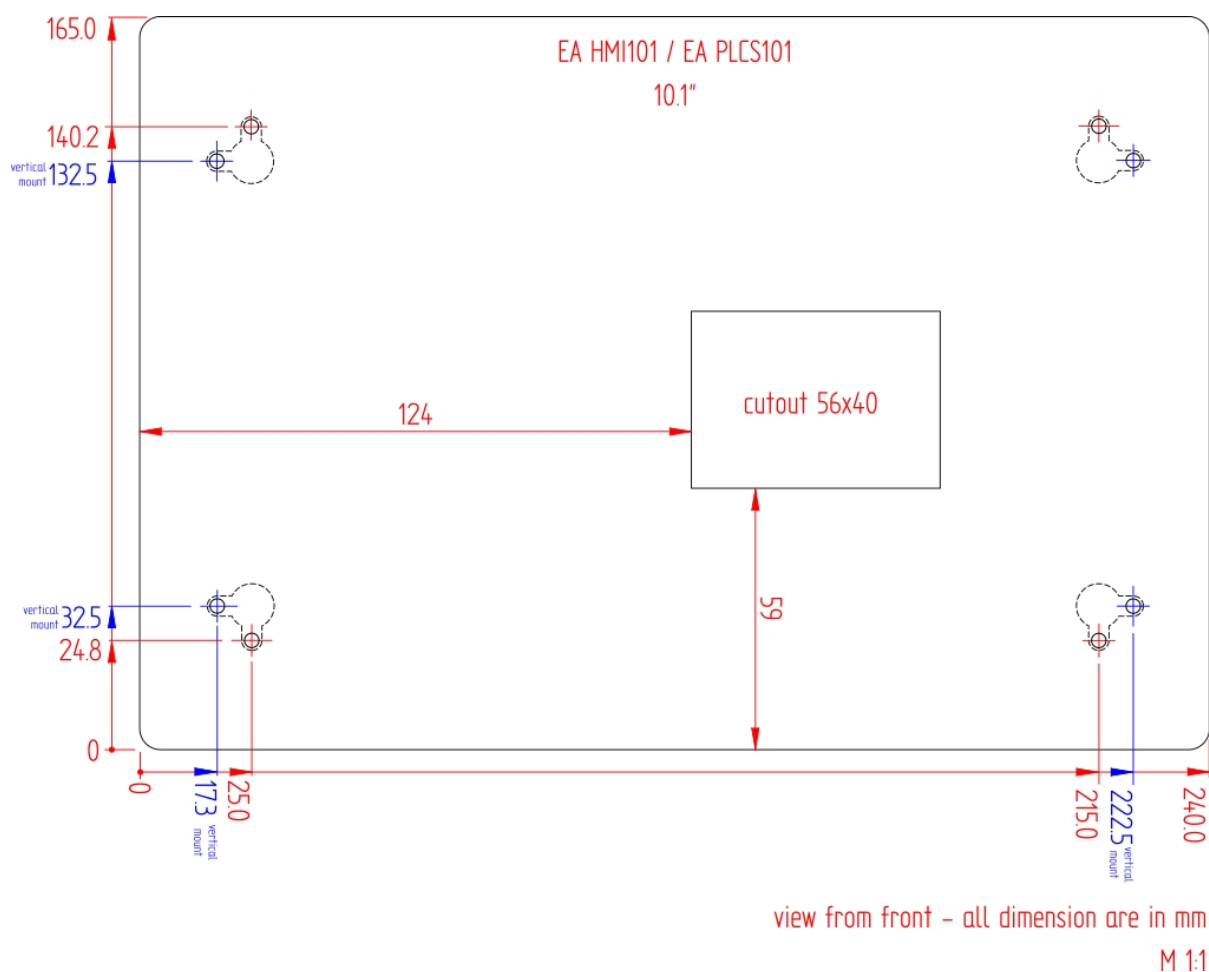 165.0
EA HMI101 / EA PLCS101
10.1"
140.2
vertical mount 132.5
cutout 56x40
124
59
vertical mount 32.5
24.8
0
0
17.3 vertical mount
25.0
215.0
222.5 vertical mount
240.0
view from front - all dimension are in mm
M 1:1